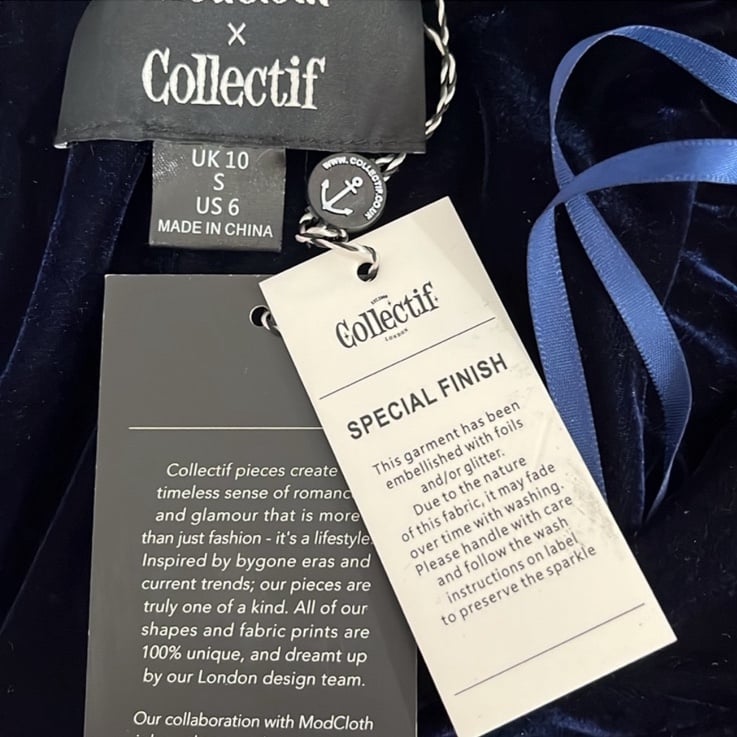 x
Collectif
UK 10
S
US 6
MADE IN CHINA
WWW.COLLECTIF.CO.UK
Collectif
LONDON
SPECIAL FINISH
This garment has been
embellished with foils
and/or glitter.
Due to the nature
of this fabric, it may fade
over time with washing.
Please handle with care
and follow the wash
instructions on label
to preserve the sparkle
Collectif pieces create
timeless sense of romanc
and glamour that is more
than just fashion - it's a lifestyle.
Inspired by bygone eras and
current trends; our pieces are
truly one of a kind. All of our
shapes and fabric prints are
100% unique, and dreamt up
by our London design team.
Our collaboration with ModCloth